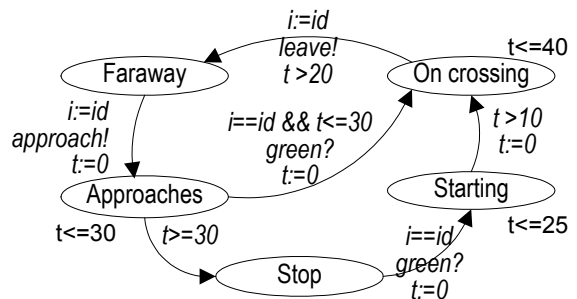 i:=id
leave!
t >20
t<=40
Faraway
On crossing
i:=id
approach!
t:=0
i==id && t<=30
green?
t:=0
t >10
t:=0
Approaches
Starting
t<=30
t>=30
t<=25
i==id
green?
t:=0
Stop